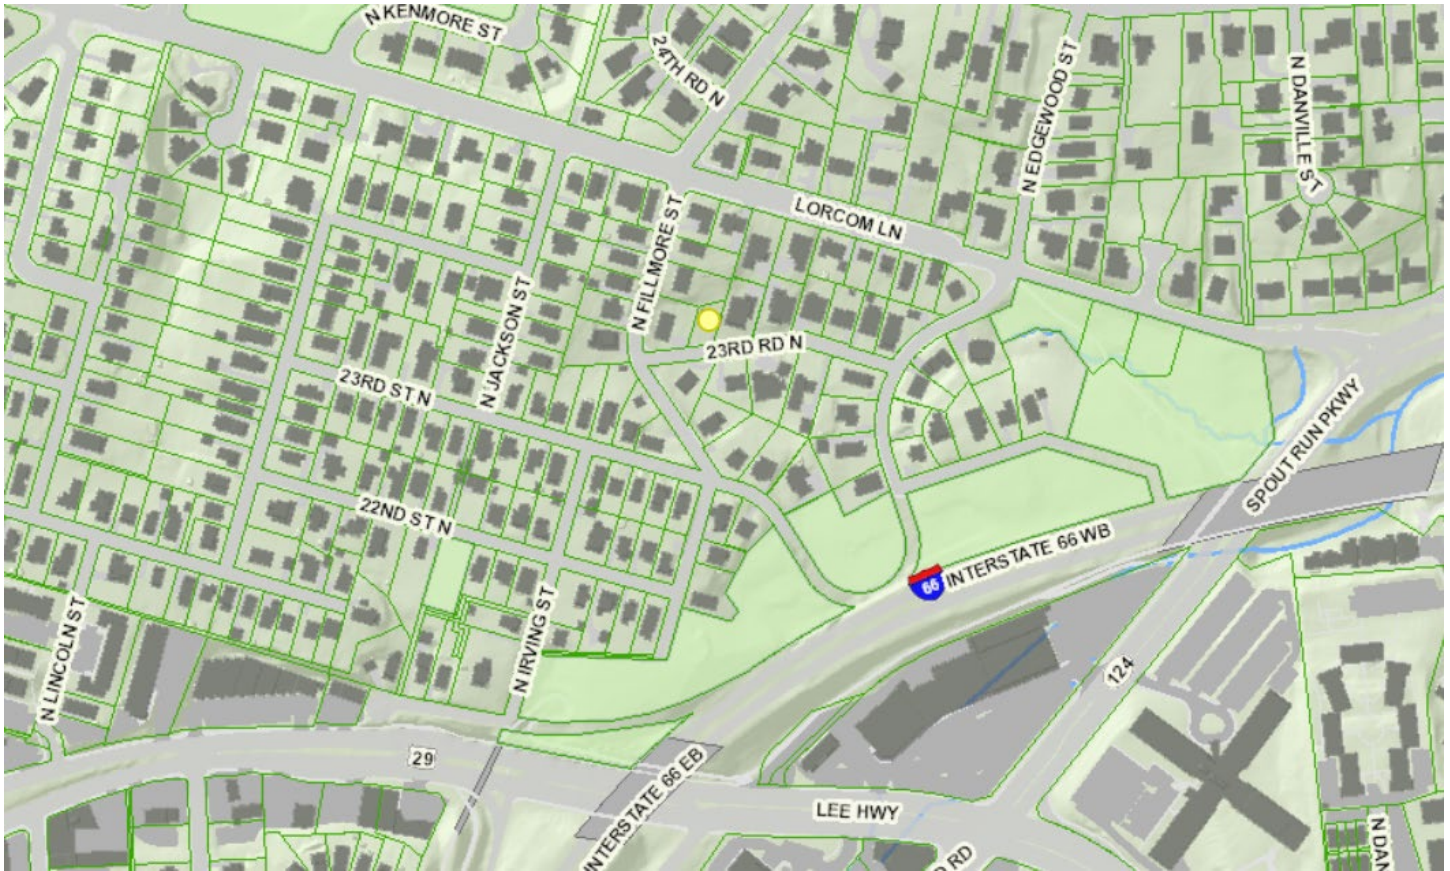 N KENMORE ST
24TH RD N
N EDGEWOOD ST
N DANVILLE ST
LORCOM LN
N FILLMORE ST
N JACKSON ST
23RD RD N
23RD ST N
SPOUT RUN PKWY
22ND ST N
INTERSTATE 66 WB
66
N IRVING ST
N LINCOLN ST
124
29
INTERSTATE 66 EB
LEE HWY
N DAN
D RD